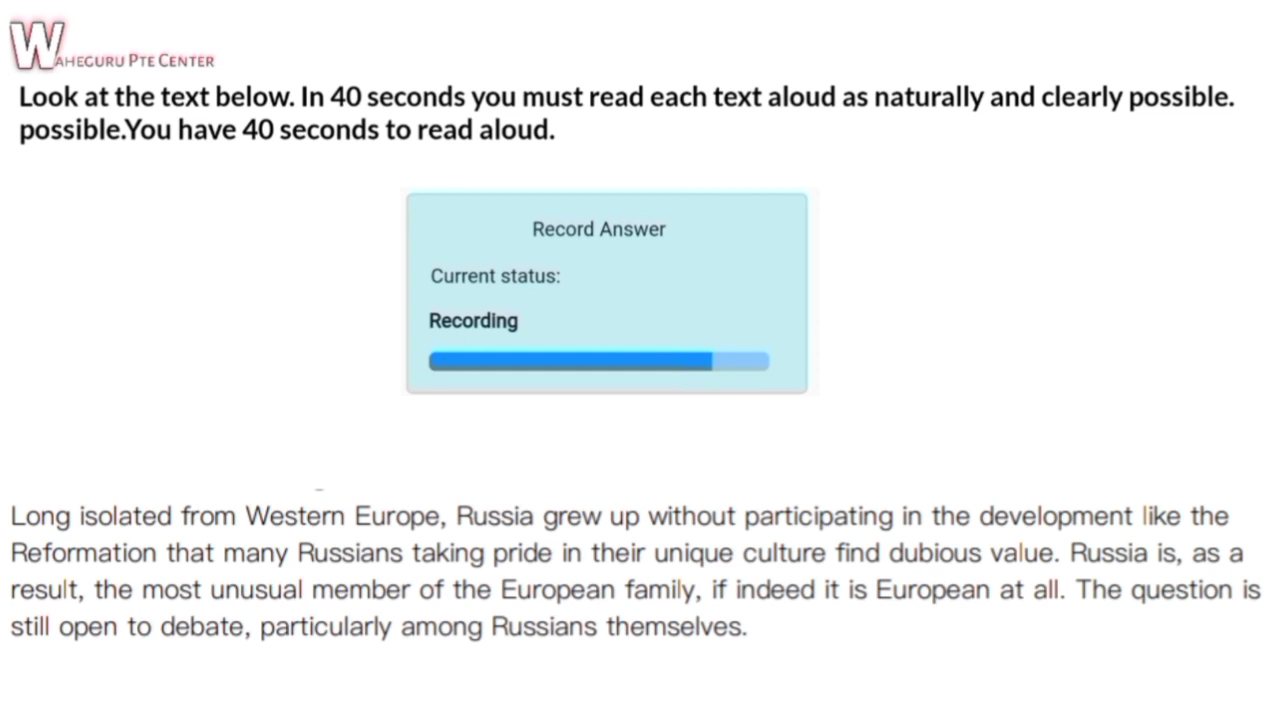 WAHEGURU PTE CENTER
Look at the text below. In 40 seconds you must read each text aloud as naturally and clearly possible.
possible.You have 40 seconds to read aloud.
Record Answer
Current status:
Recording
Long isolated from Western Europe, Russia grew up without participating in the development like the
Reformation that many Russians taking pride in their unique culture find dubious value. Russia is, as a
result, the most unusual member of the European family, if indeed it is European at all. The question is
still open to debate, particularly among Russians themselves.